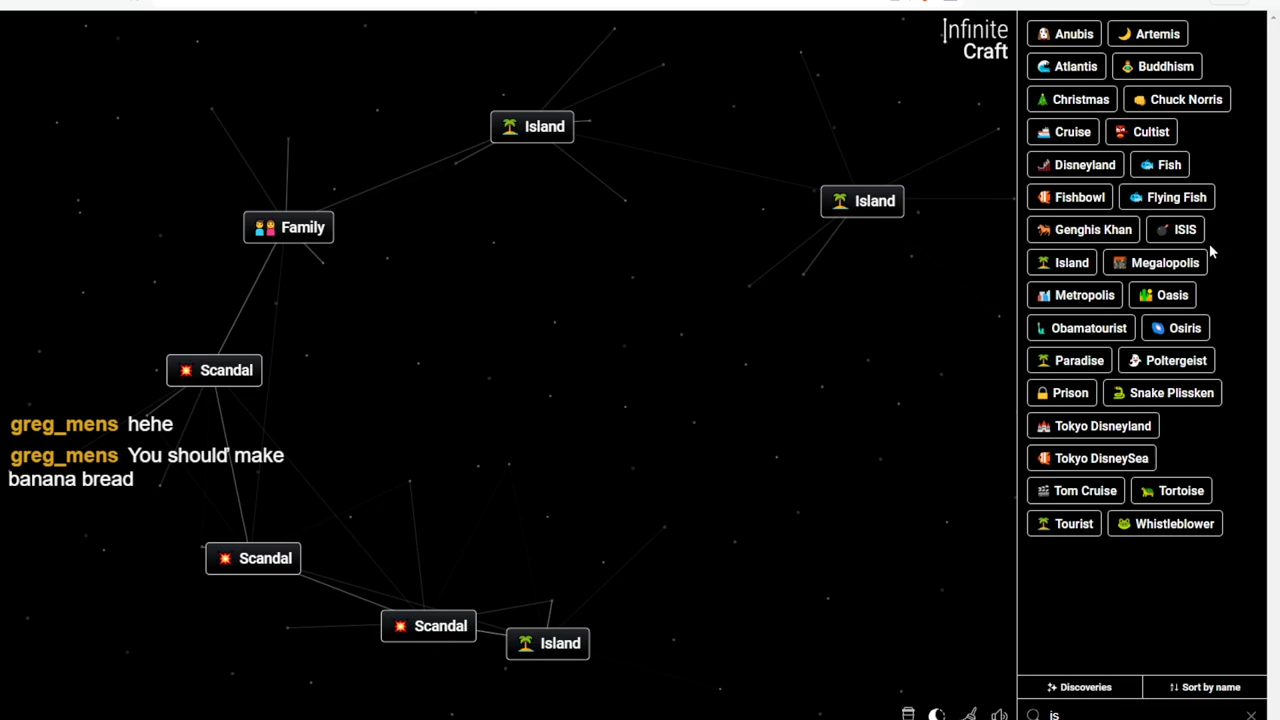 Infinite
Craft
Island
Island
Family
Scandal
greg_mens hehe
greg_mens You should make
banana bread
Scandal
Scandal
Island
Anubis
Artemis
Atlantis
Buddhism
Christmas
Chuck Norris
Cruise
Cultist
Disneyland
Fish
Fishbowl
Flying Fish
Genghis Khan
ISIS
Island
Megalopolis
Metropolis
Oasis
Obamatourist
Osiris
Paradise
Poltergeist
Prison
Snake Plissken
Tokyo Disneyland
Tokyo DisneySea
Tom Cruise
Tortoise
Tourist
Whistleblower
Discoveries
Sort by name
is